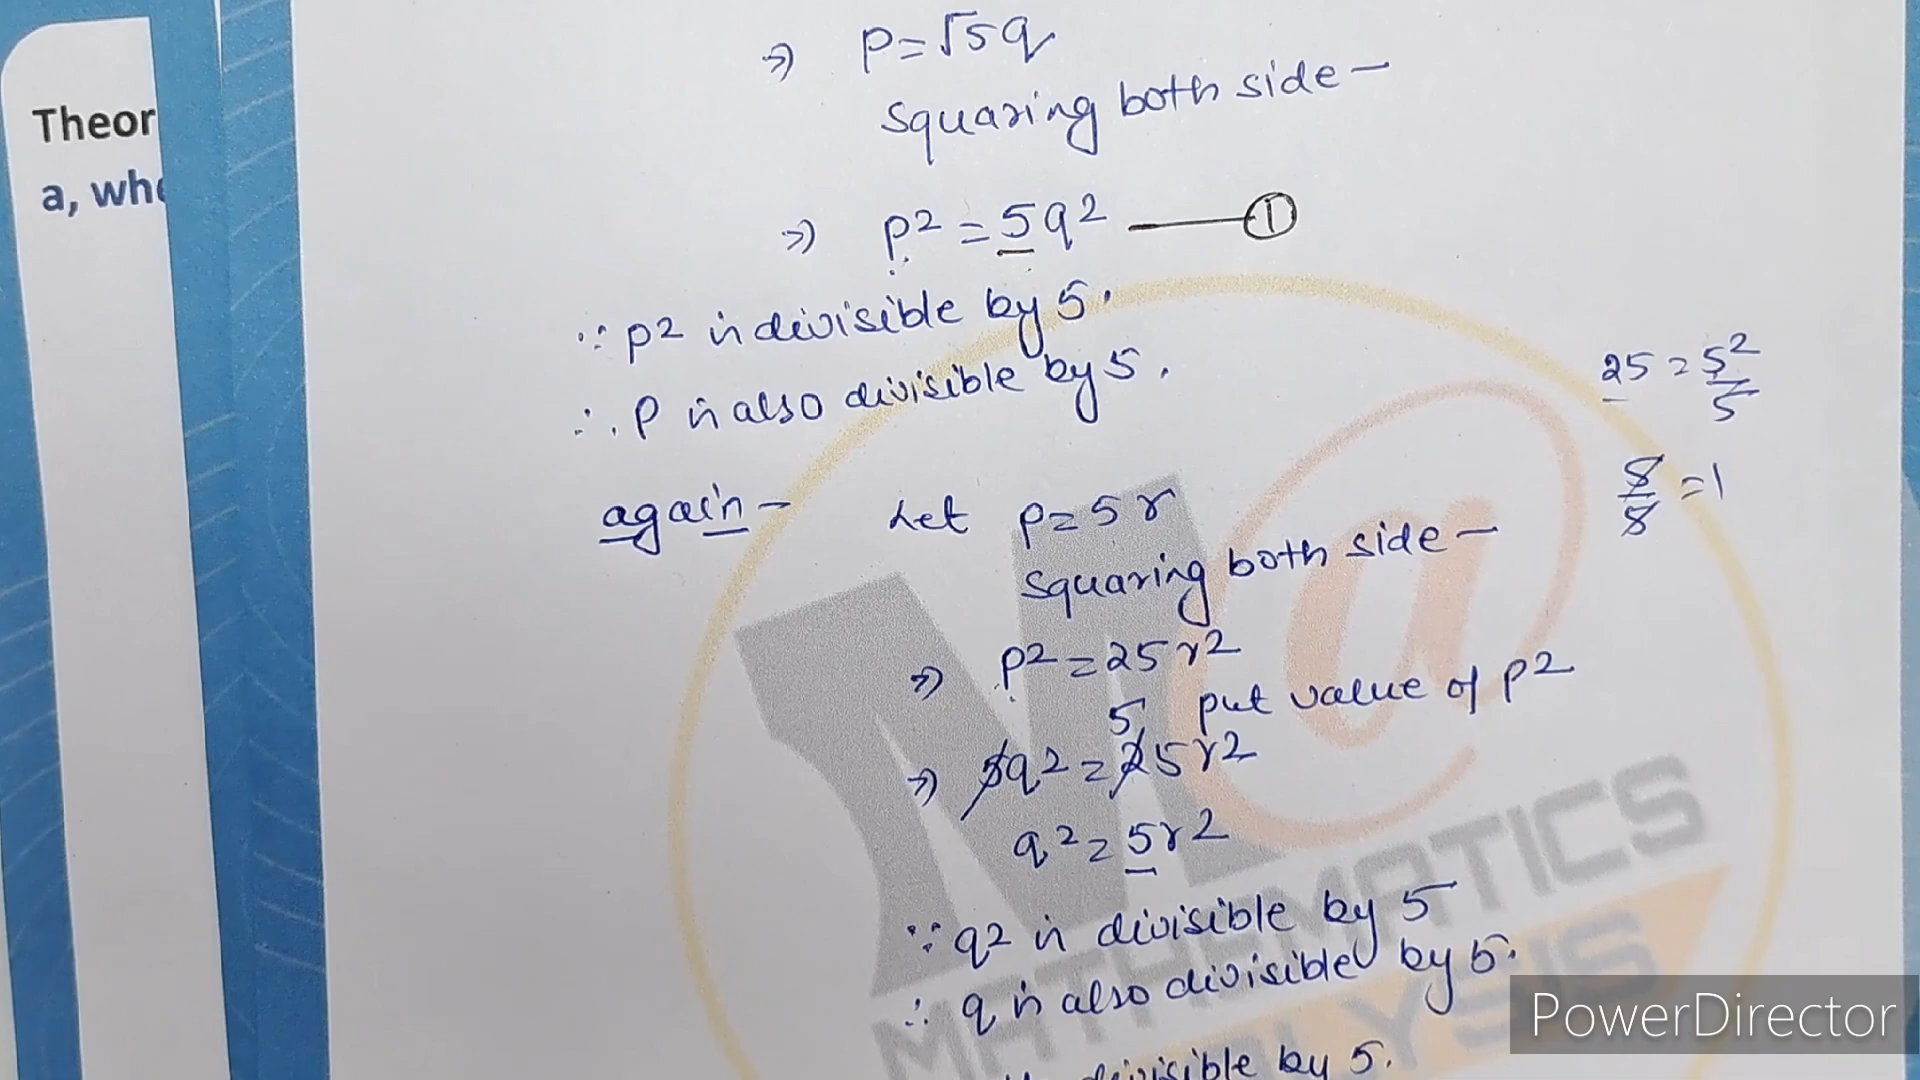 ⇒ p = √5q
Squaring both side –
⇒ p² = 5q² —— ①
∵ p² is divisible by 5.
∴ p is also divisible by 5.
Theor
a, whe
25 = 5²
5
8/8 = 1
again – Let p = 5r
squaring both side –
⇒ p² = 25r²
put value of p²
5
⇒ 5q² = 25r²
q² = 5r²
∵ q² is divisible by 5
∴ q is also divisible by 5.
divisible by 5.
M@
MATHEMATICS
PowerDirector